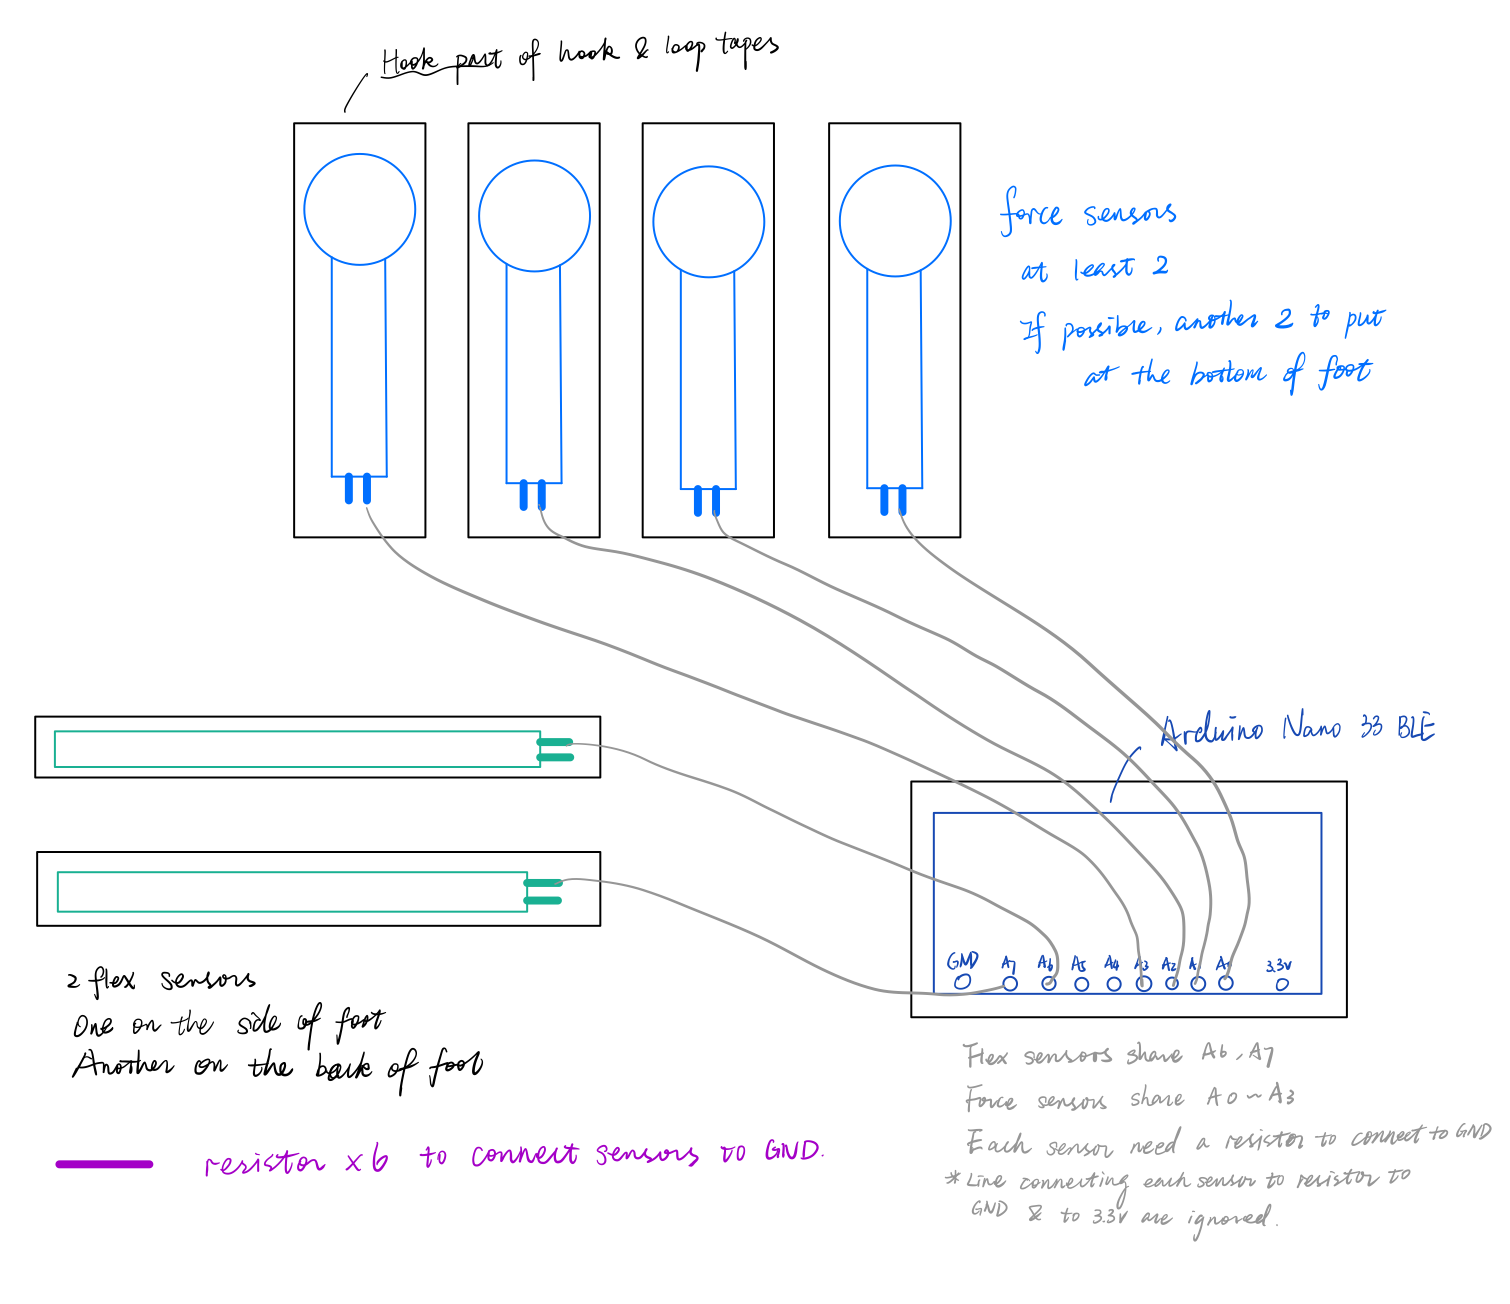 Hook part of hook & loop tapes
force sensors
at least 2
If possible, another 2 to put
at the bottom of foot
Arduino Nano 33 BLE
GND A7 A6 A5 A4 A3 A2 A1 A0 3.3V
2 flex sensors
One on the side of foot
Another on the back of foot
resistor x6 to connect sensors to GND.
Flex sensors share A6, A7
Force sensors share A0~A3
Each sensor need a resistor to connect to GND
* Line connecting each sensor to resistor to
GND & to 3.3V are ignored.